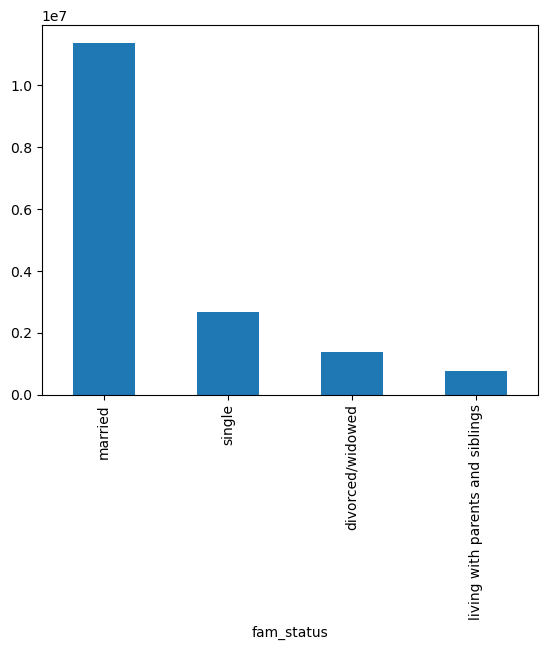 1e7
1.0
0.8
0.6
0.4
0.2
0.0
married
single
divorced/widowed
living with parents and siblings
fam_status